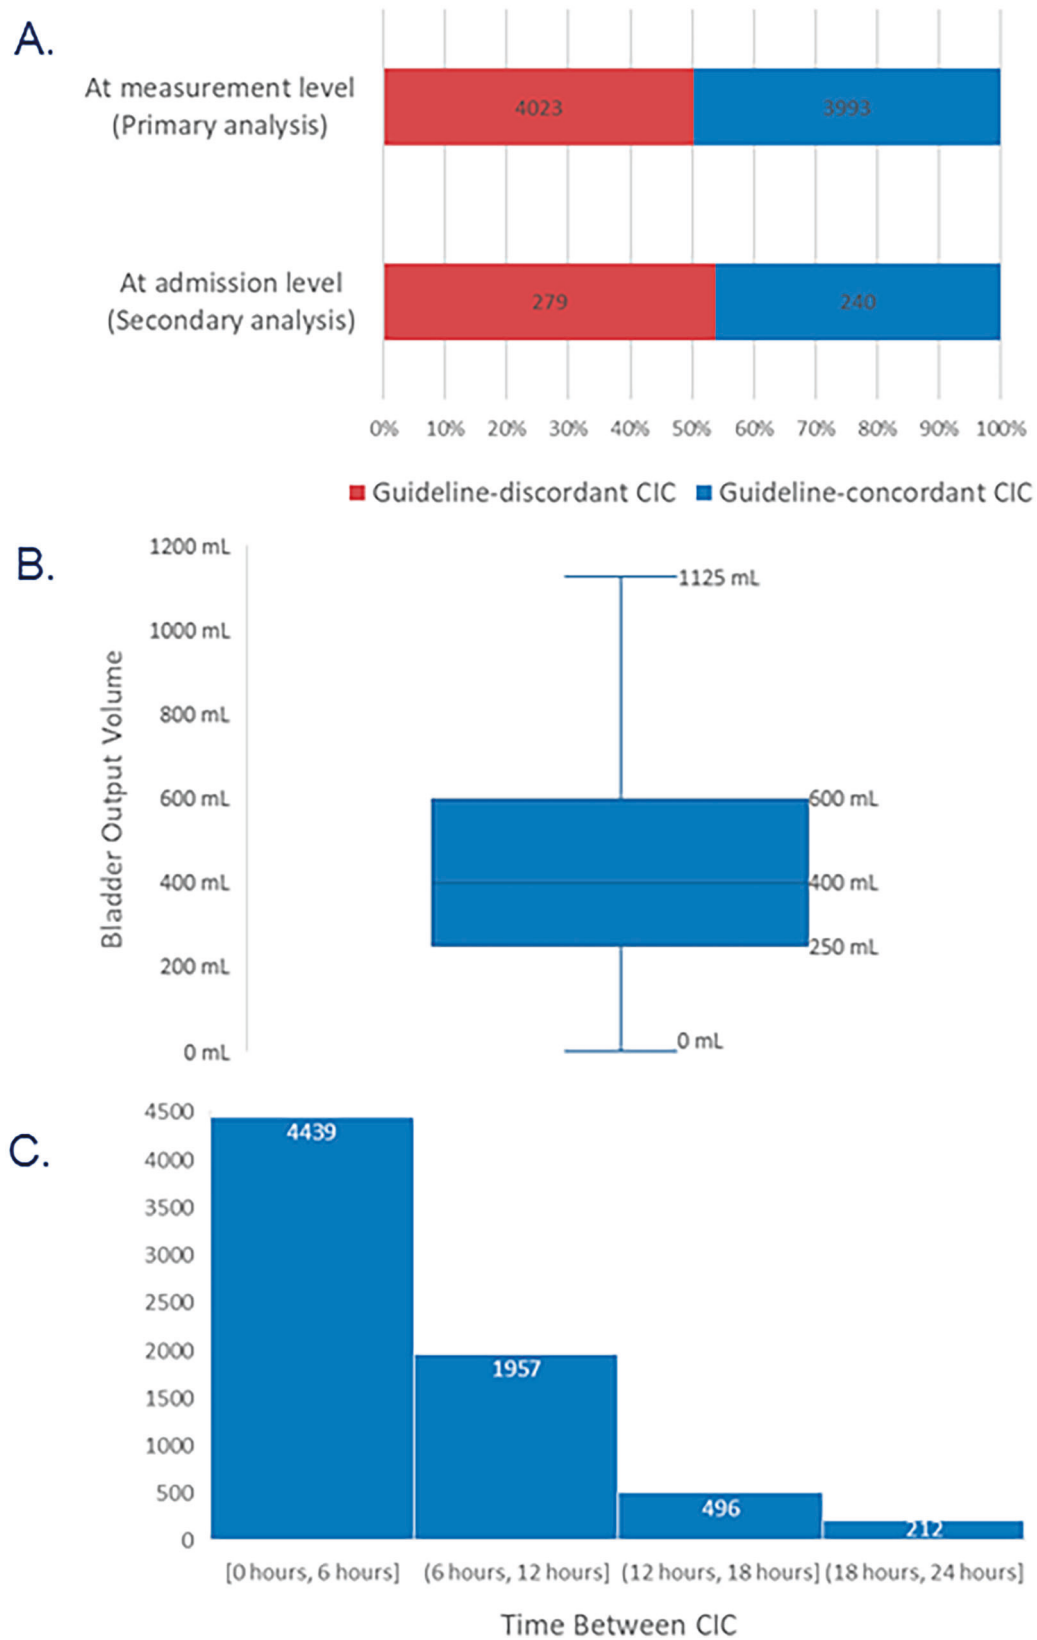 A.
At measurement level
(Primary analysis)
4023
3993
At admission level
(Secondary analysis)
279
240
0% 10% 20% 30% 40% 50% 60% 70% 80% 90% 100%
Guideline-discordant CIC Guideline-concordant CIC
B.
Bladder Output Volume
1200 mL
1000 mL
800 mL
600 mL
400 mL
200 mL
0 mL
1125 mL
600 mL
400 mL
250 mL
0 mL
C.
4500
4000
3500
3000
2500
2000
1500
1000
500
0
4439
1957
496
212
[0 hours, 6 hours] (6 hours, 12 hours] (12 hours, 18 hours] (18 hours, 24 hours]
Time Between CIC